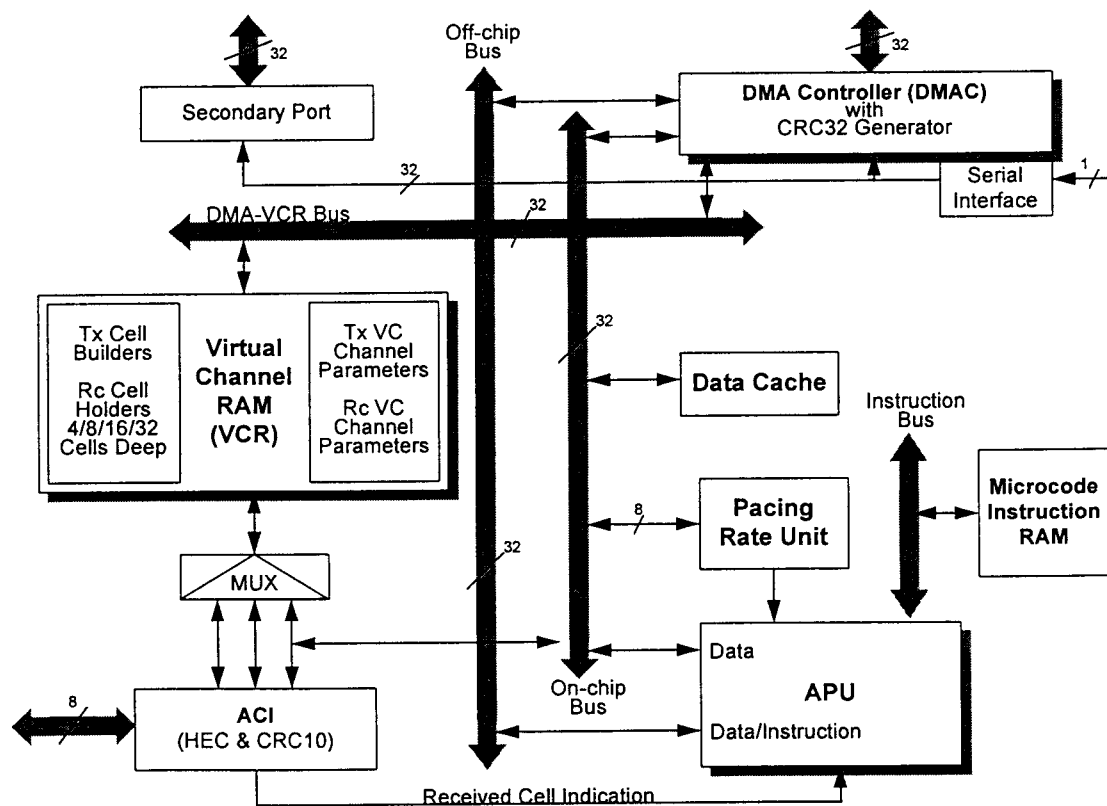 32
Off-chip
Bus
32
Secondary Port
DMA Controller (DMAC)
with
CRC32 Generator
32
1
Serial
Interface
DMA-VCR Bus
32
32
Tx Cell
Builders
Rc Cell
Holders
4/8/16/32
Cells Deep
Virtual
Channel
RAM
(VCR)
Tx VC
Channel
Parameters
Rc VC
Channel
Parameters
Data Cache
Instruction
Bus
8
Pacing
Rate Unit
Microcode
Instruction
RAM
32
MUX
Data
On-chip
Bus
APU
8
ACI
(HEC & CRC10)
Data/Instruction
Received Cell Indication